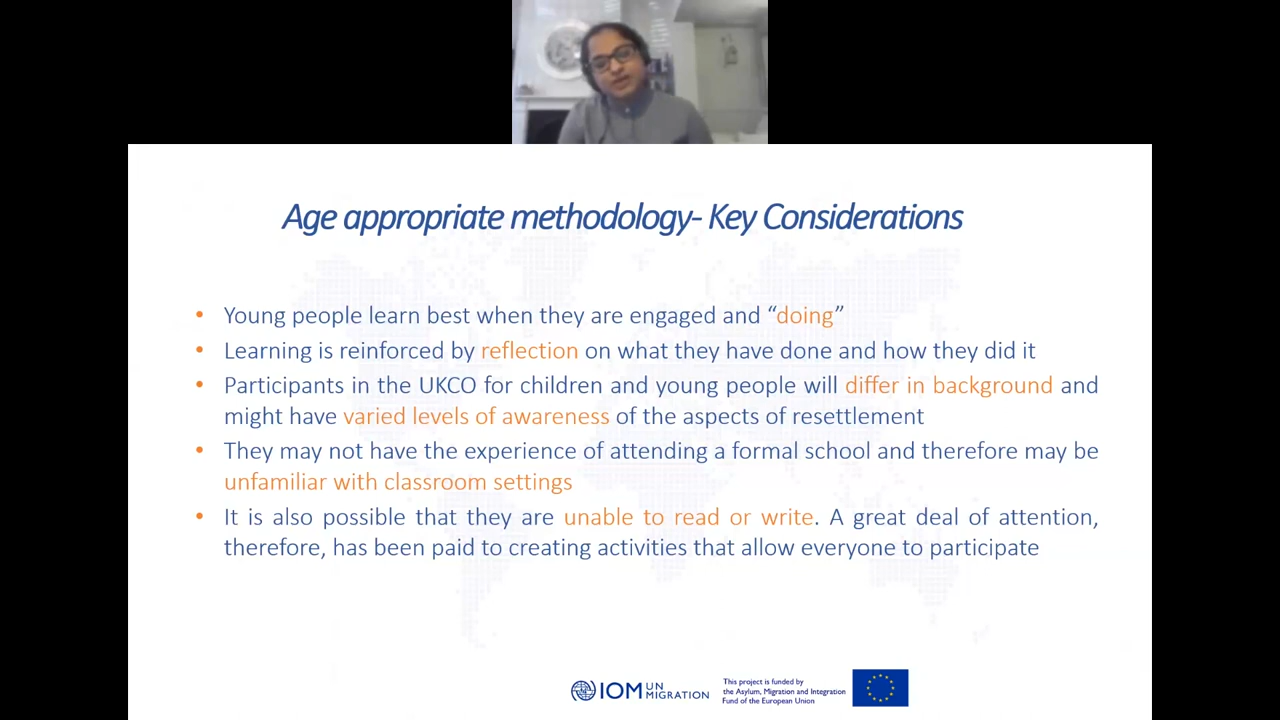 Age appropriate methodology- Key Considerations
• Young people learn best when they are engaged and “doing”
• Learning is reinforced by reflection on what they have done and how they did it
• Participants in the UKCO for children and young people will differ in background and
might have varied levels of awareness of the aspects of resettlement
• They may not have the experience of attending a formal school and therefore may be
unfamiliar with classroom settings
• It is also possible that they are unable to read or write. A great deal of attention,
therefore, has been paid to creating activities that allow everyone to participate
IOM UN MIGRATION
This project is funded by
the Asylum, Migration and Integration
Fund of the European Union